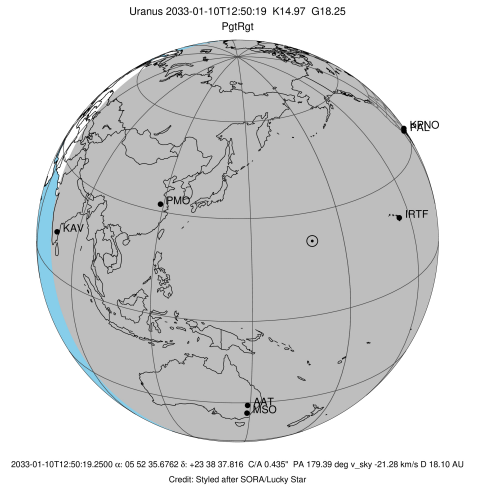 Uranus 2033-01-10T12:50:19 K14.97 G18.25
PgtRgt
KPNO
PAL
PMO
IRTF
KAV
AAT
MSO
2033-01-10T12:50:19.2500 α: 05 52 35.6762 δ: +23 38 37.816 C/A 0.435" PA 179.39 deg v_sky -21.28 km/s D 18.10 AU
Credit: Styled after SORA/Lucky Star